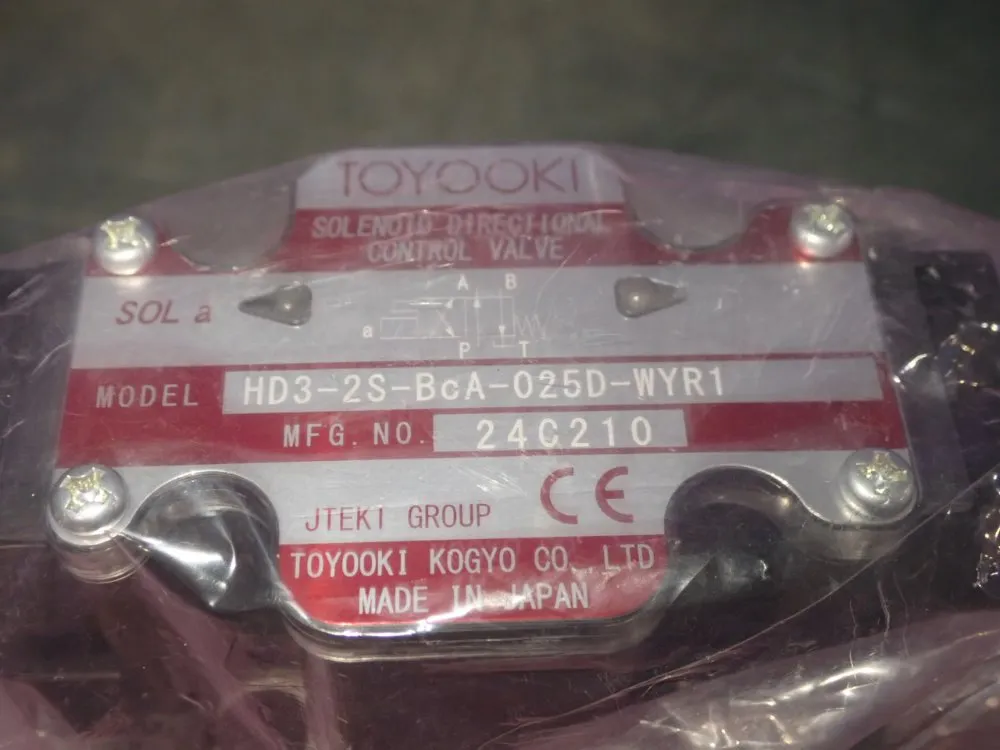 TOYOOKI
SOLENOID DIRECTIONAL
CONTROL VALVE
A B
SOL a
a
P T
MODEL HD3-2S-BcA-025D-WYR1
MFG. NO. 24C210
CE
JTEKT GROUP
TOYOOKI KOGYO CO., LTD
MADE IN JAPAN